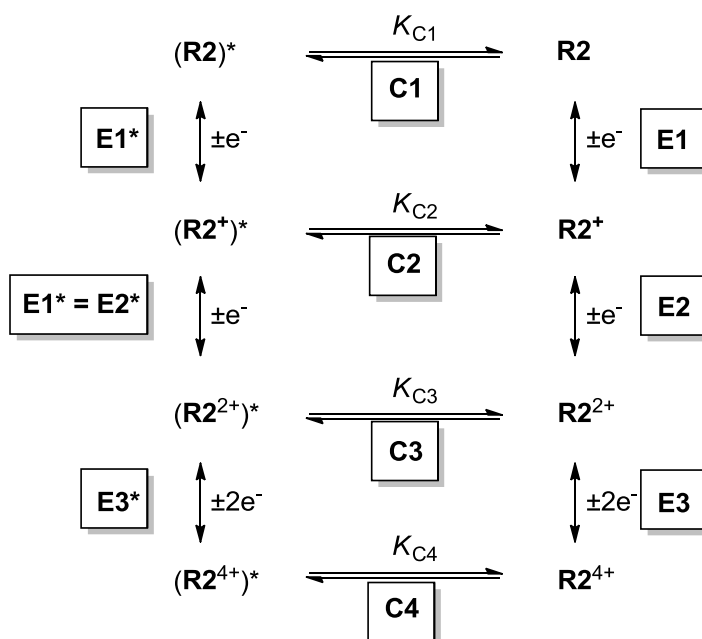 K_C1
(R2)* R2
C1
E1* ±e⁻ ±e⁻ E1
K_C2
(R2⁺)* R2⁺
C2
E1* = E2* ±e⁻ ±e⁻ E2
K_C3
(R2²⁺)* R2²⁺
C3
E3* ±2e⁻ ±2e⁻ E3
K_C4
(R2⁴⁺)* R2⁴⁺
C4